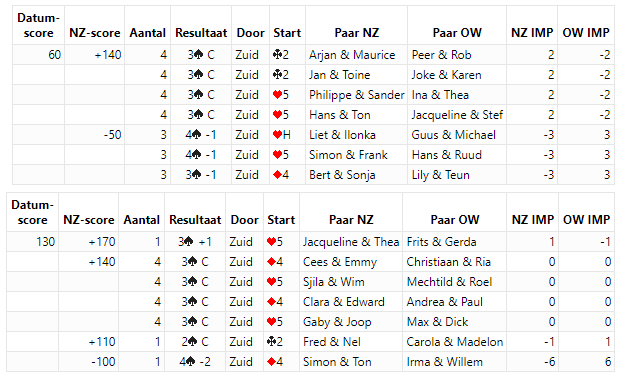 Datum-score NZ-score Aantal Resultaat Door Start Paar NZ Paar OW NZ IMP OW IMP
60 +140 4 3♠ C Zuid ♣2 Arjan & Maurice Peer & Rob 2 -2
4 3♠ C Zuid ♣2 Jan & Toine Joke & Karen 2 -2
4 3♠ C Zuid ♥5 Philippe & Sander Ina & Thea 2 -2
4 3♠ C Zuid ♥5 Hans & Ton Jacqueline & Stef 2 -2
-50 3 4♠ -1 Zuid ♥H Liet & Ilonka Guus & Michael -3 3
3 4♠ -1 Zuid ♥5 Simon & Frank Hans & Ruud -3 3
3 3♠ -1 Zuid ♦4 Bert & Sonja Lily & Teun -3 3
Datum-score NZ-score Aantal Resultaat Door Start Paar NZ Paar OW NZ IMP OW IMP
130 +170 1 3♠ +1 Zuid ♥5 Jacqueline & Thea Frits & Gerda 1 -1
+140 4 3♠ C Zuid ♦4 Cees & Emmy Christiaan & Ria 0 0
4 3♠ C Zuid ♥5 Sjila & Wim Mechtild & Roel 0 0
4 3♠ C Zuid ♦4 Clara & Edward Andrea & Paul 0 0
4 3♠ C Zuid ♥5 Gaby & Joop Max & Dick 0 0
+110 1 2♠ C Zuid ♣2 Fred & Nel Carola & Madelon -1 1
-100 1 4♠ -2 Zuid ♦4 Simon & Ton Irma & Willem -6 6